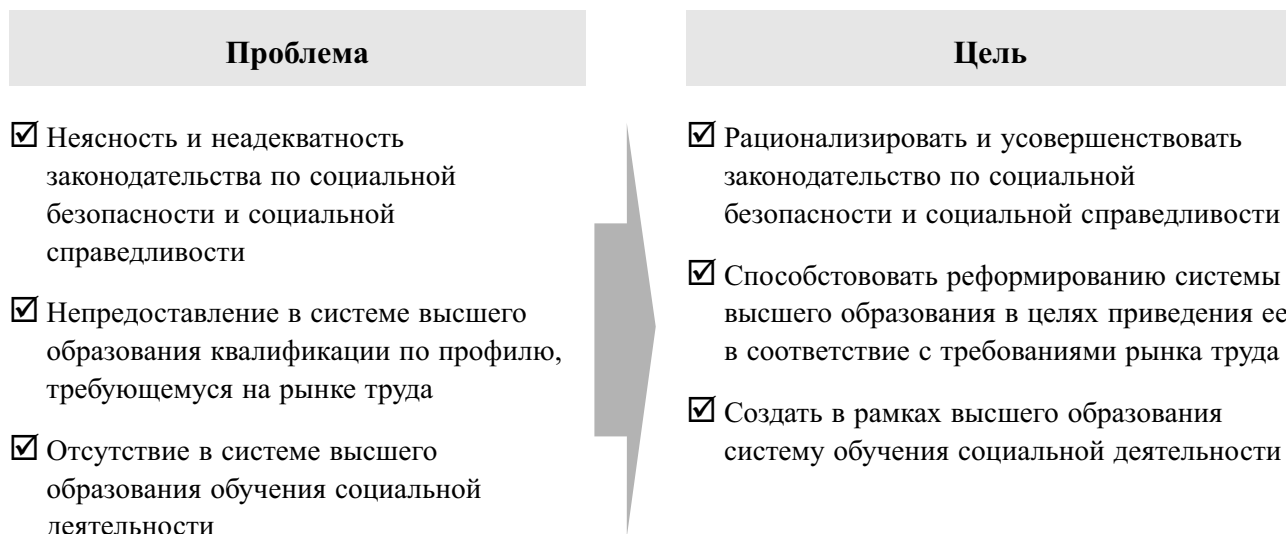 Проблема
☑ Неясность и неадекватность
законодательства по социальной
безопасности и социальной
справедливости
☑ Непредоставление в системе высшего
образования квалификации по профилю,
требующемуся на рынке труда
☑ Отсутствие в системе высшего
образования обучения социальной
деятельности
Цель
☑ Рационализировать и усовершенствовать
законодательство по социальной
безопасности и социальной справедливости
☑ Способстововать реформированию системы
высшего образования в целях приведения ее
в соответствие с требованиями рынка труда
☑ Создать в рамках высшего образования
систему обучения социальной деятельности